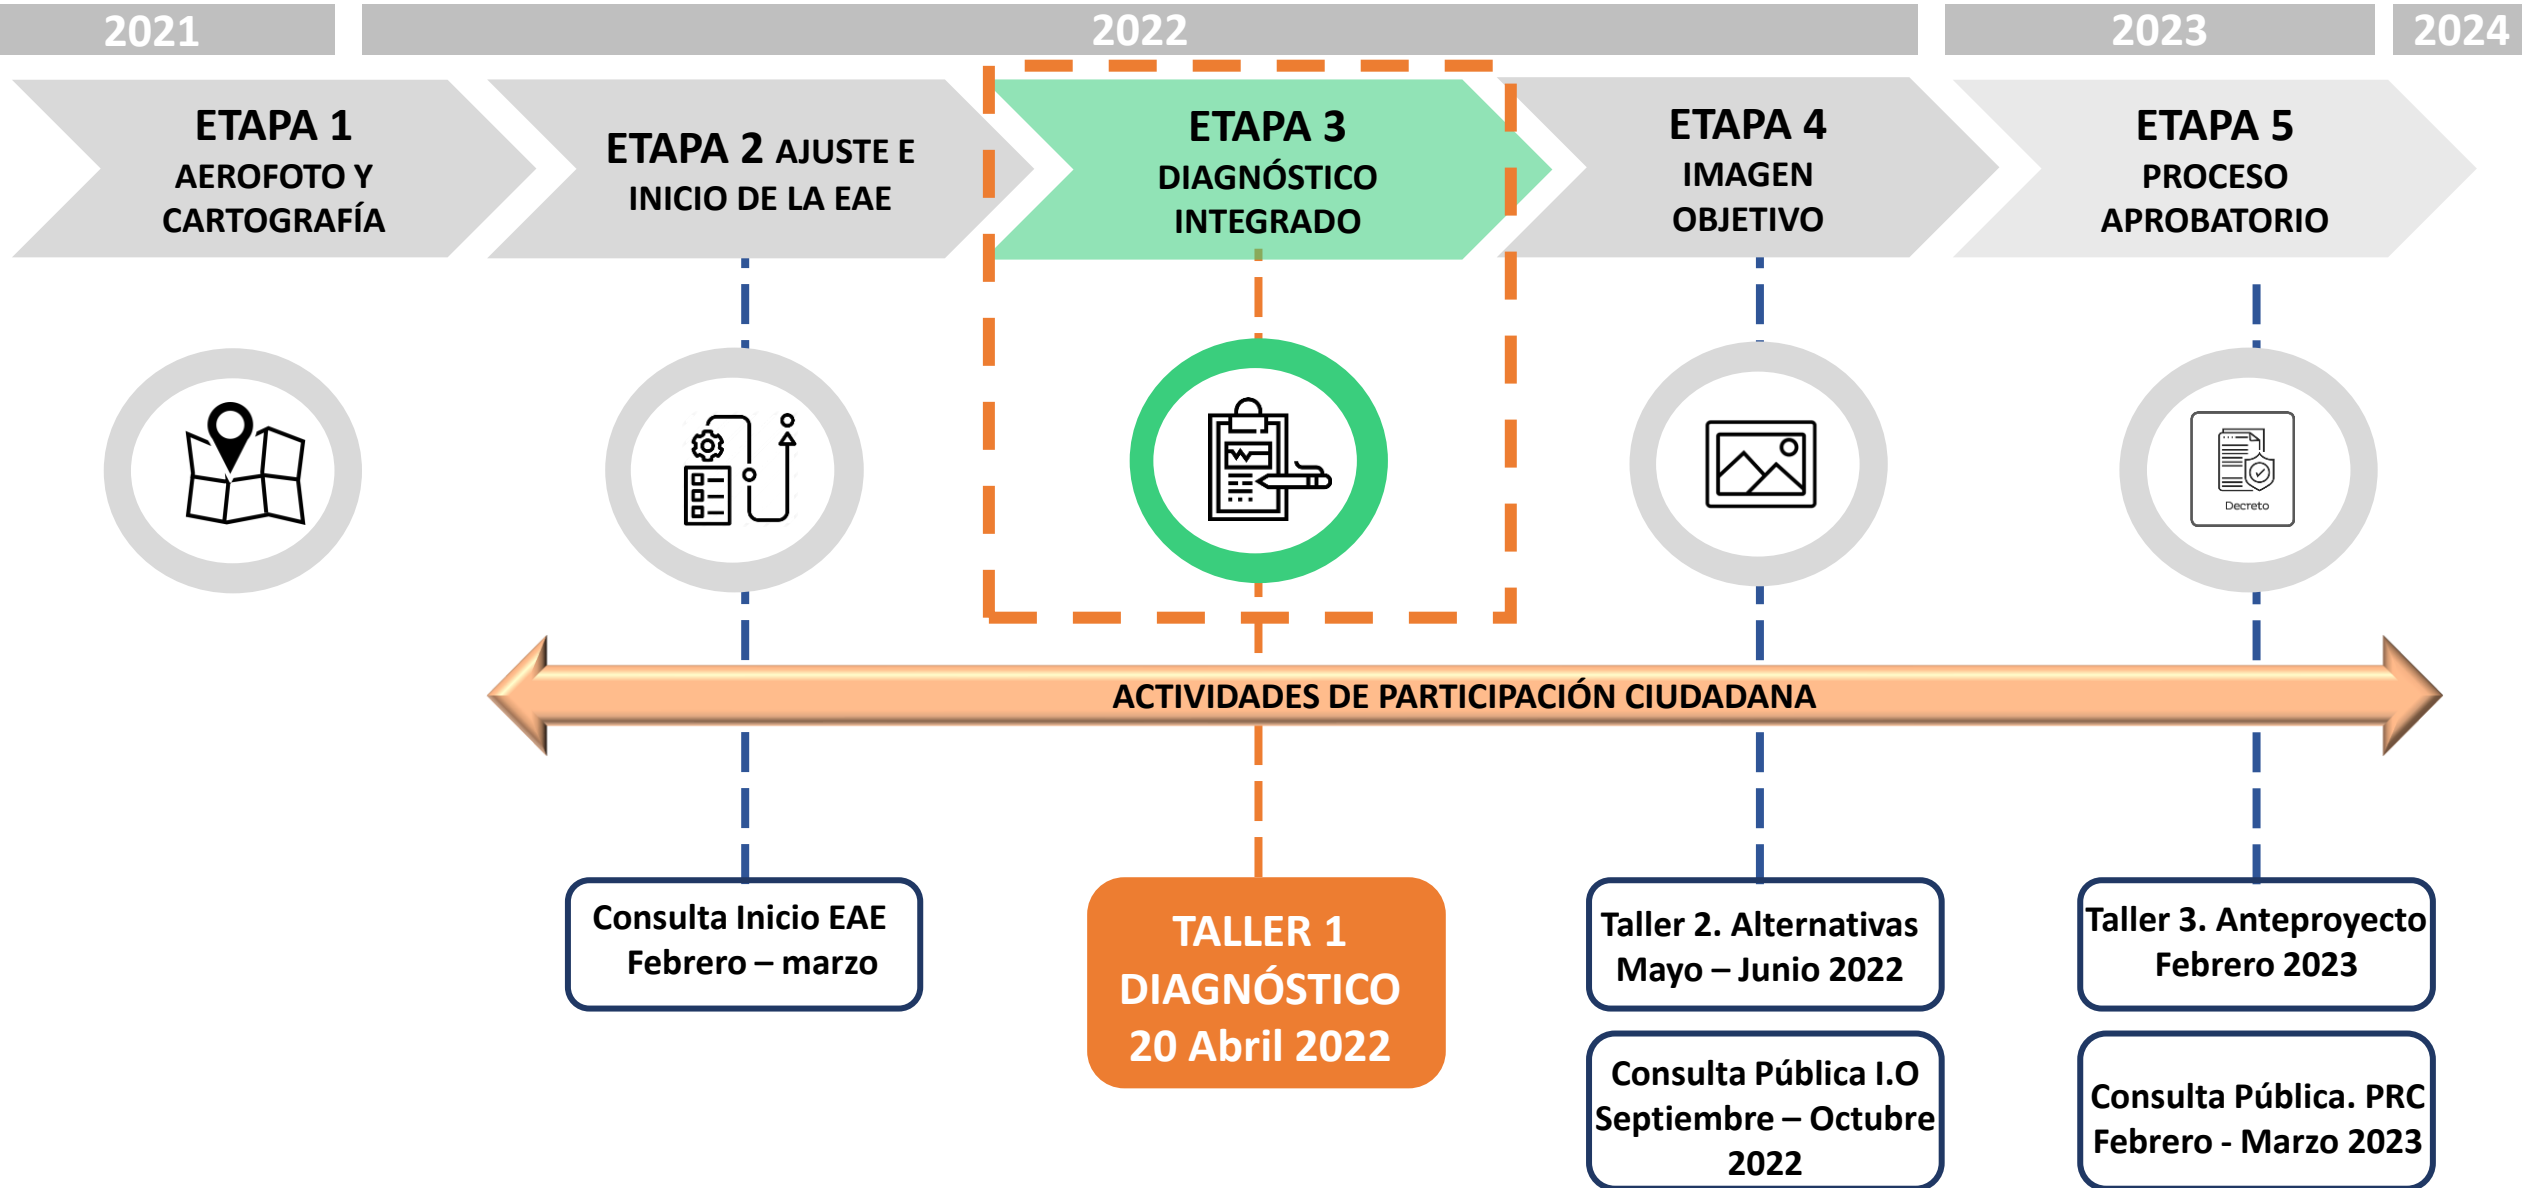 2021
2022
2023
2024
ETAPA 1
AEROFOTO Y
CARTOGRAFÍA
ETAPA 2 AJUSTE E
INICIO DE LA EAE
ETAPA 3
DIAGNÓSTICO
INTEGRADO
ETAPA 4
IMAGEN
OBJETIVO
ETAPA 5
PROCESO
APROBATORIO
Decreto
ACTIVIDADES DE PARTICIPACIÓN CIUDADANA
Consulta Inicio EAE
Febrero – marzo
TALLER 1
DIAGNÓSTICO
20 Abril 2022
Taller 2. Alternativas
Mayo – Junio 2022
Consulta Pública I.O
Septiembre – Octubre
2022
Taller 3. Anteproyecto
Febrero 2023
Consulta Pública. PRC
Febrero - Marzo 2023